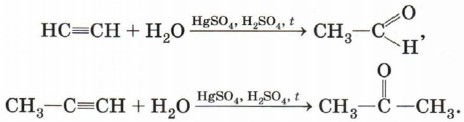 HC≡CH + H₂O —HgSO₄, H₂SO₄, t→ CH₃—C(=O)—H,
CH₃—C≡CH + H₂O —HgSO₄, H₂SO₄, t→ CH₃—C(=O)—CH₃.